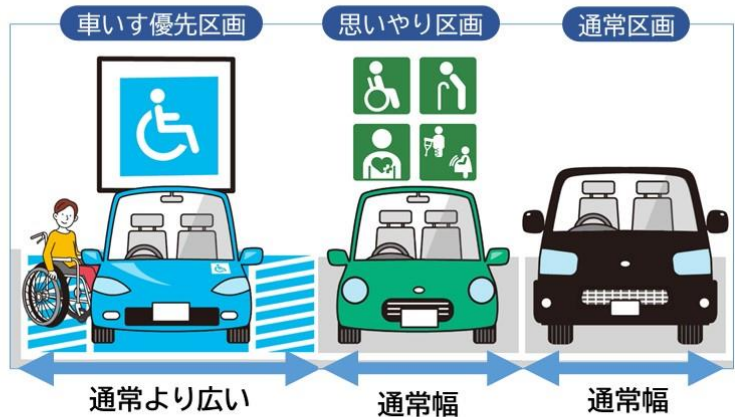 車いす優先区画
思いやり区画
通常区画
通常より広い
通常幅
通常幅